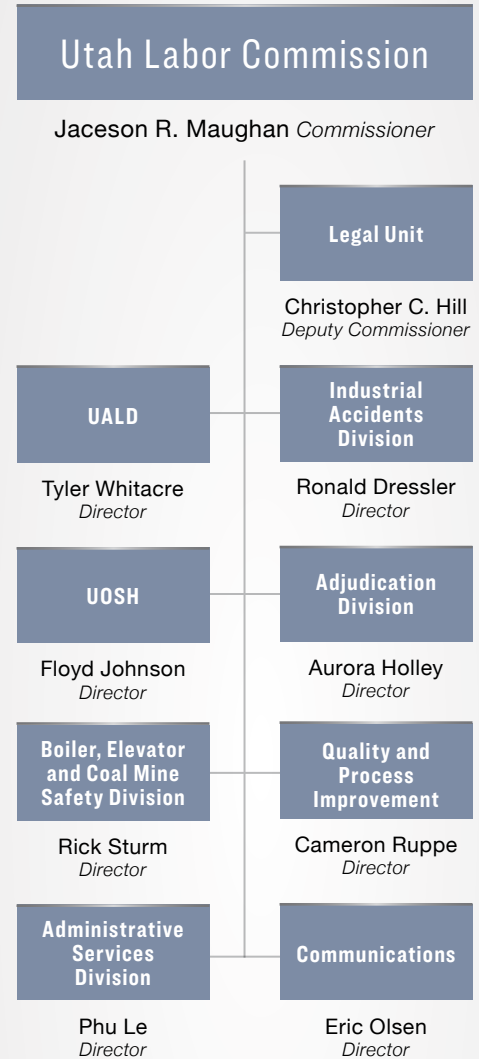 Utah Labor Commission
Jaceson R. Maughan Commissioner
Legal Unit
Christopher C. Hill
Deputy Commissioner
UALD
Tyler Whitacre
Director
Industrial
Accidents
Division
Ronald Dressler
Director
UOSH
Floyd Johnson
Director
Adjudication
Division
Aurora Holley
Director
Boiler, Elevator
and Coal Mine
Safety Division
Rick Sturm
Director
Quality and
Process
Improvement
Cameron Ruppe
Director
Administrative
Services
Division
Phu Le
Director
Communications
Eric Olsen
Director